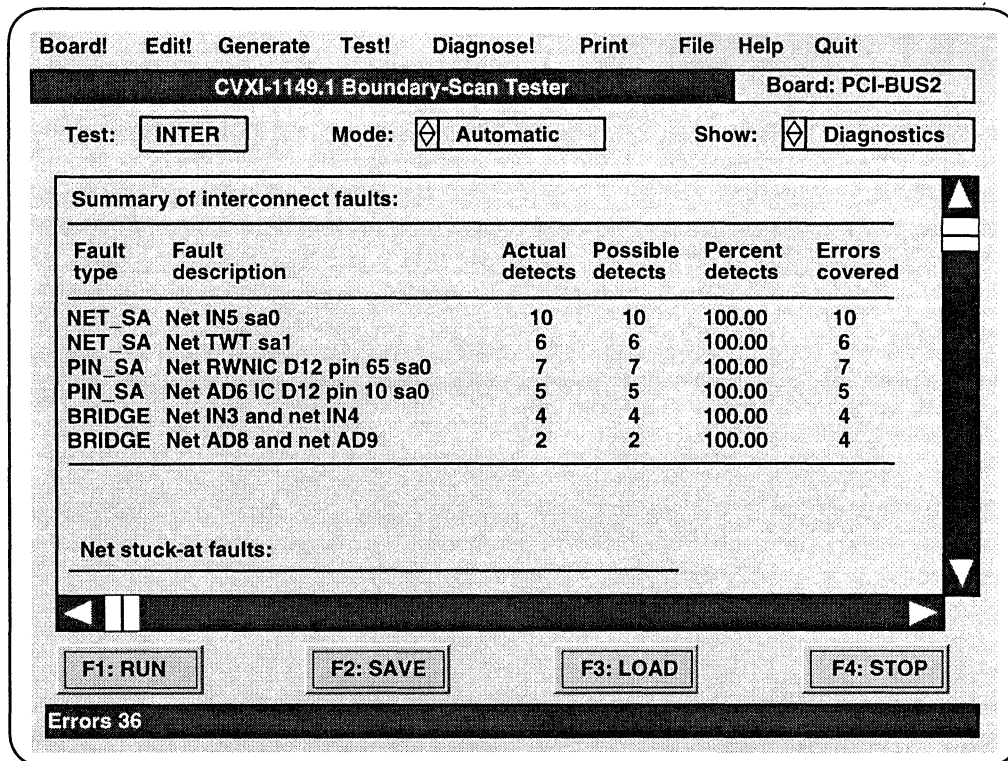 Board! Edit! Generate Test! Diagnose! Print File Help Quit
CVXI-1149.1 Boundary-Scan Tester Board: PCI-BUS2
Test: INTER Mode: Automatic Show: Diagnostics
Summary of interconnect faults:
Fault Fault Actual Possible Percent Errors
type description detects detects detects covered
NET_SA Net IN5 sa0 10 10 100.00 10
NET_SA Net TWT sa1 6 6 100.00 6
PIN_SA Net RWNIC D12 pin 65 sa0 7 7 100.00 7
PIN_SA Net AD6 IC D12 pin 10 sa0 5 5 100.00 5
BRIDGE Net IN3 and net IN4 4 4 100.00 4
BRIDGE Net AD8 and net AD9 2 2 100.00 4
Net stuck-at faults:
F1: RUN F2: SAVE F3: LOAD F4: STOP
Errors 36